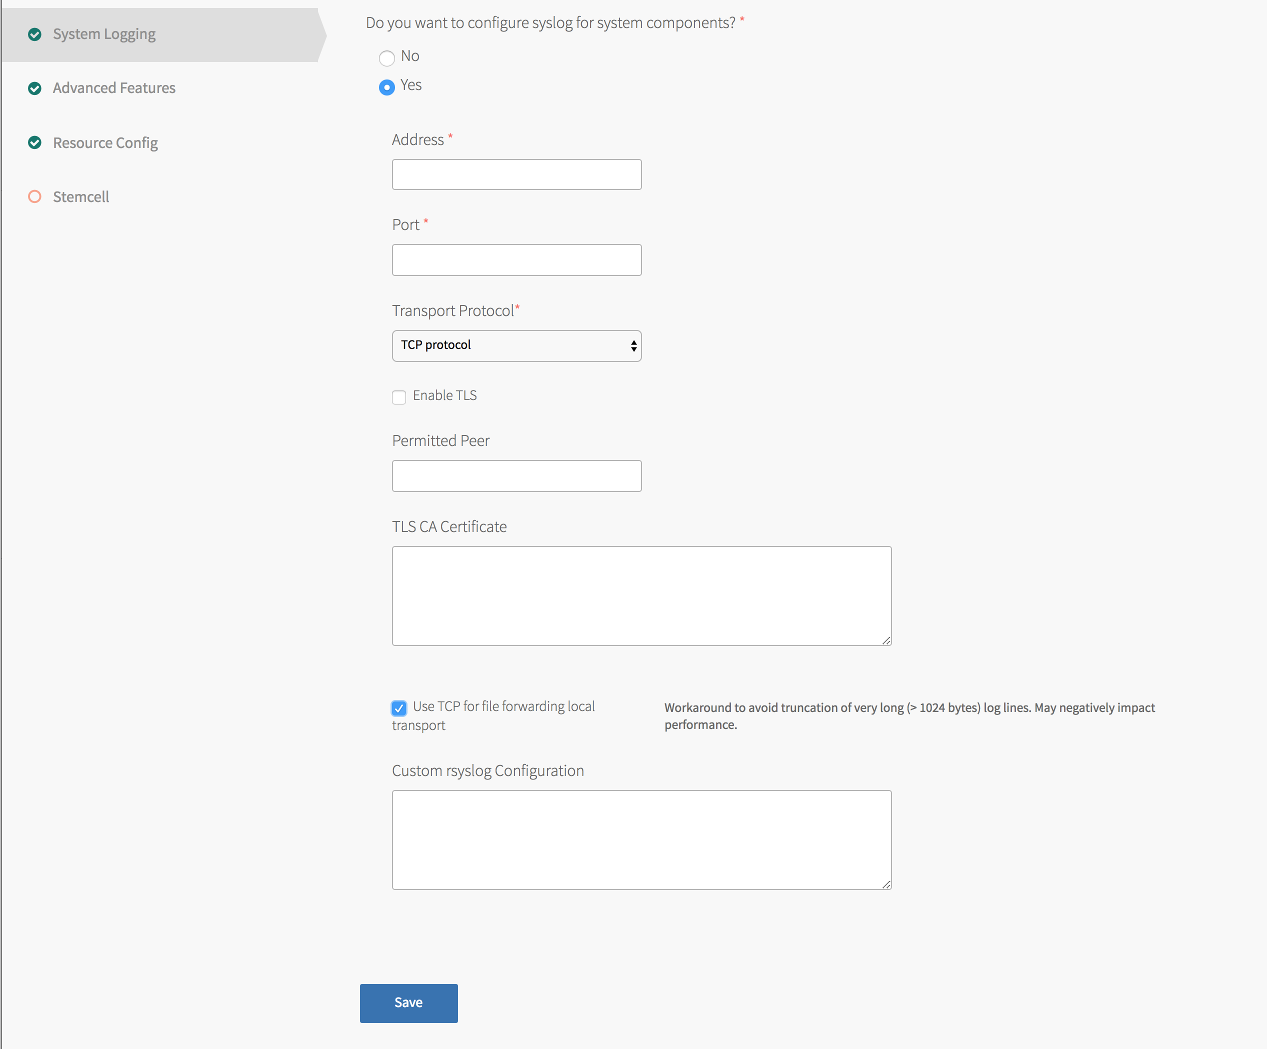 System Logging
Advanced Features
Resource Config
Stemcell
Do you want to configure syslog for system components? *
No
Yes
Address *
Port *
Transport Protocol*
TCP protocol
Enable TLS
Permitted Peer
TLS CA Certificate
Use TCP for file forwarding local
transport
Workaround to avoid truncation of very long (> 1024 bytes) log lines. May negatively impact
performance.
Custom rsyslog Configuration
Save